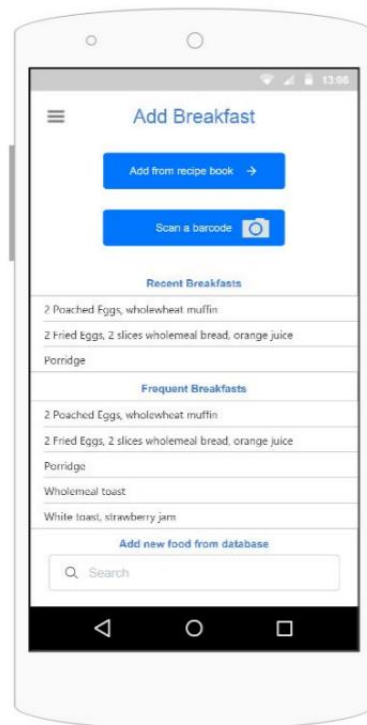 13:06
Add Breakfast
Add from recipe book →
Scan a barcode
Recent Breakfasts
2 Poached Eggs, wholewheat muffin
2 Fried Eggs, 2 slices wholemeal bread, orange juice
Porridge
Frequent Breakfasts
2 Poached Eggs, wholewheat muffin
2 Fried Eggs, 2 slices wholemeal bread, orange juice
Porridge
Wholemeal toast
White toast, strawberry jam
Add new food from database
Search